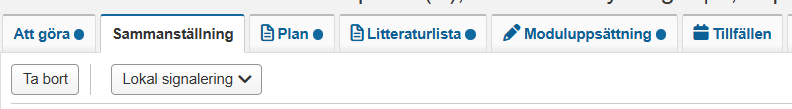 Att göra
Sammanställning
Plan
Litteraturlista
Moduluppsättning
Tillfällen
Ta bort
Lokal signalering